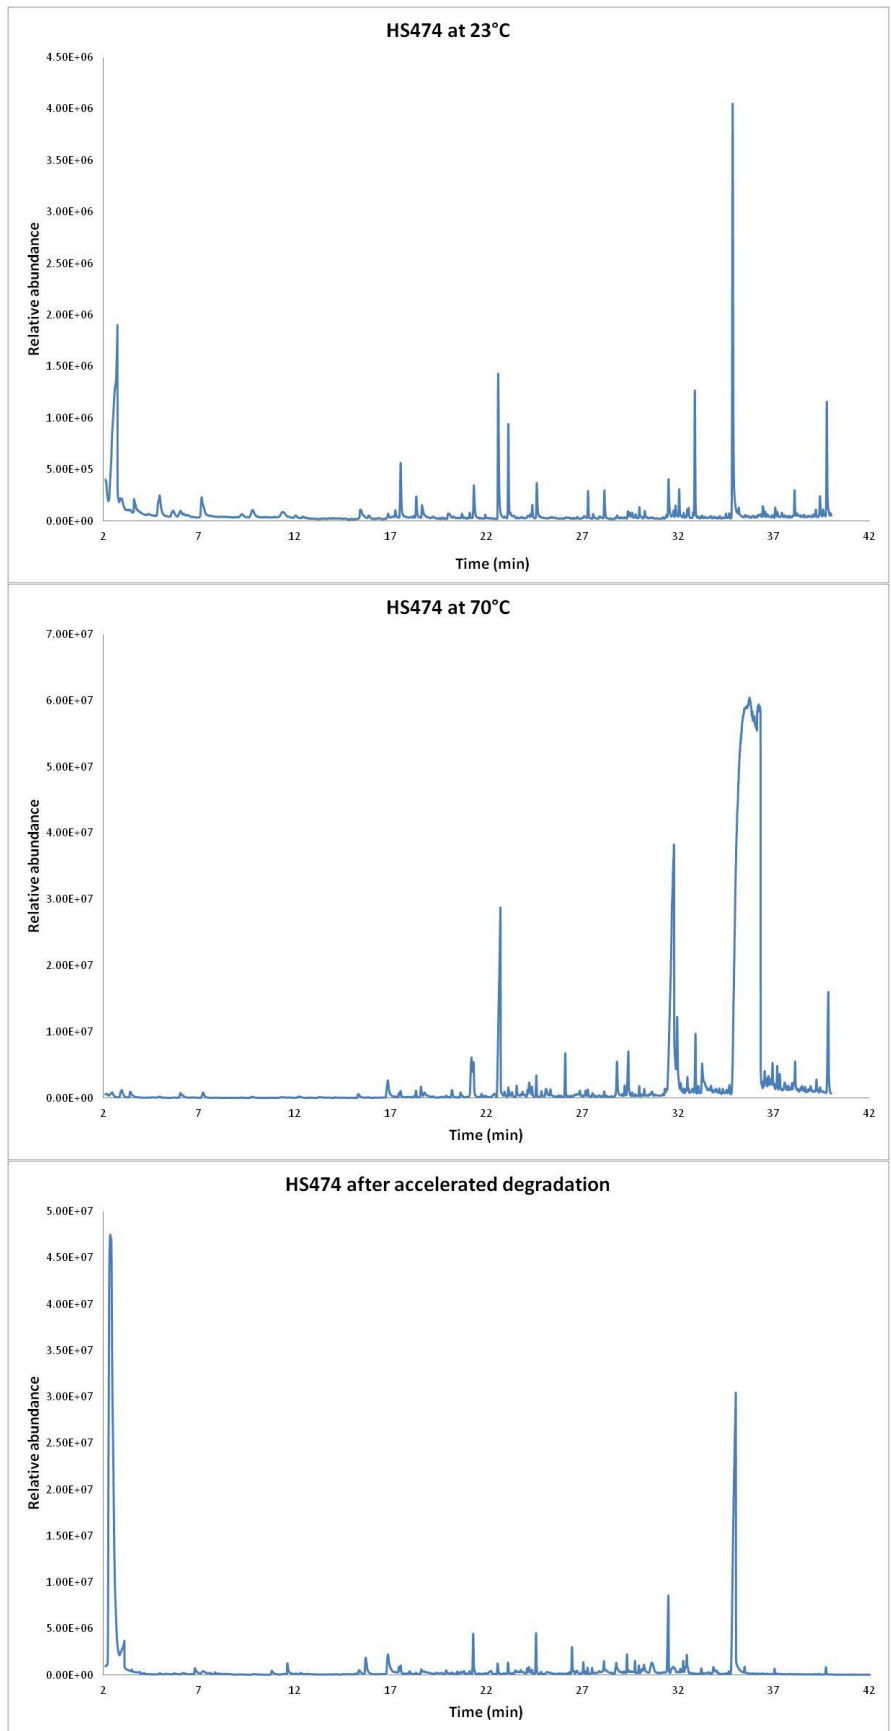 HS474 at 23°C
4.50E+06
4.00E+06
3.50E+06
3.00E+06
2.50E+06
2.00E+06
1.50E+06
1.00E+06
5.00E+05
0.00E+00
Relative abundance
2 7 12 17 22 27 32 37 42
Time (min)
HS474 at 70°C
7.00E+07
6.00E+07
5.00E+07
4.00E+07
3.00E+07
2.00E+07
1.00E+07
0.00E+00
Relative abundance
2 7 12 17 22 27 32 37 42
Time (min)
HS474 after accelerated degradation
5.00E+07
4.50E+07
4.00E+07
3.50E+07
3.00E+07
2.50E+07
2.00E+07
1.50E+07
1.00E+07
5.00E+06
0.00E+00
Relative abundance
2 7 12 17 22 27 32 37 42
Time (min)